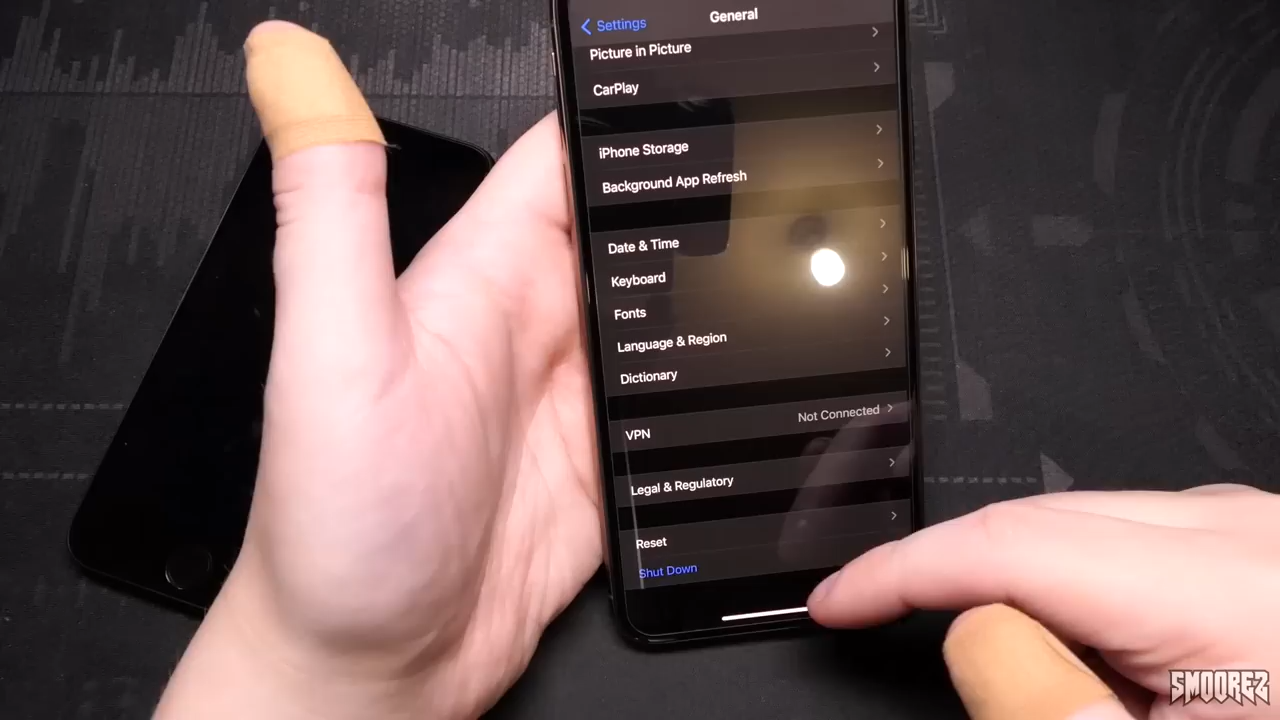 Settings
General
Picture in Picture
CarPlay
iPhone Storage
Background App Refresh
Date & Time
Keyboard
Fonts
Language & Region
Dictionary
VPN
Not Connected
Legal & Regulatory
Reset
Shut Down
SMOOREZ